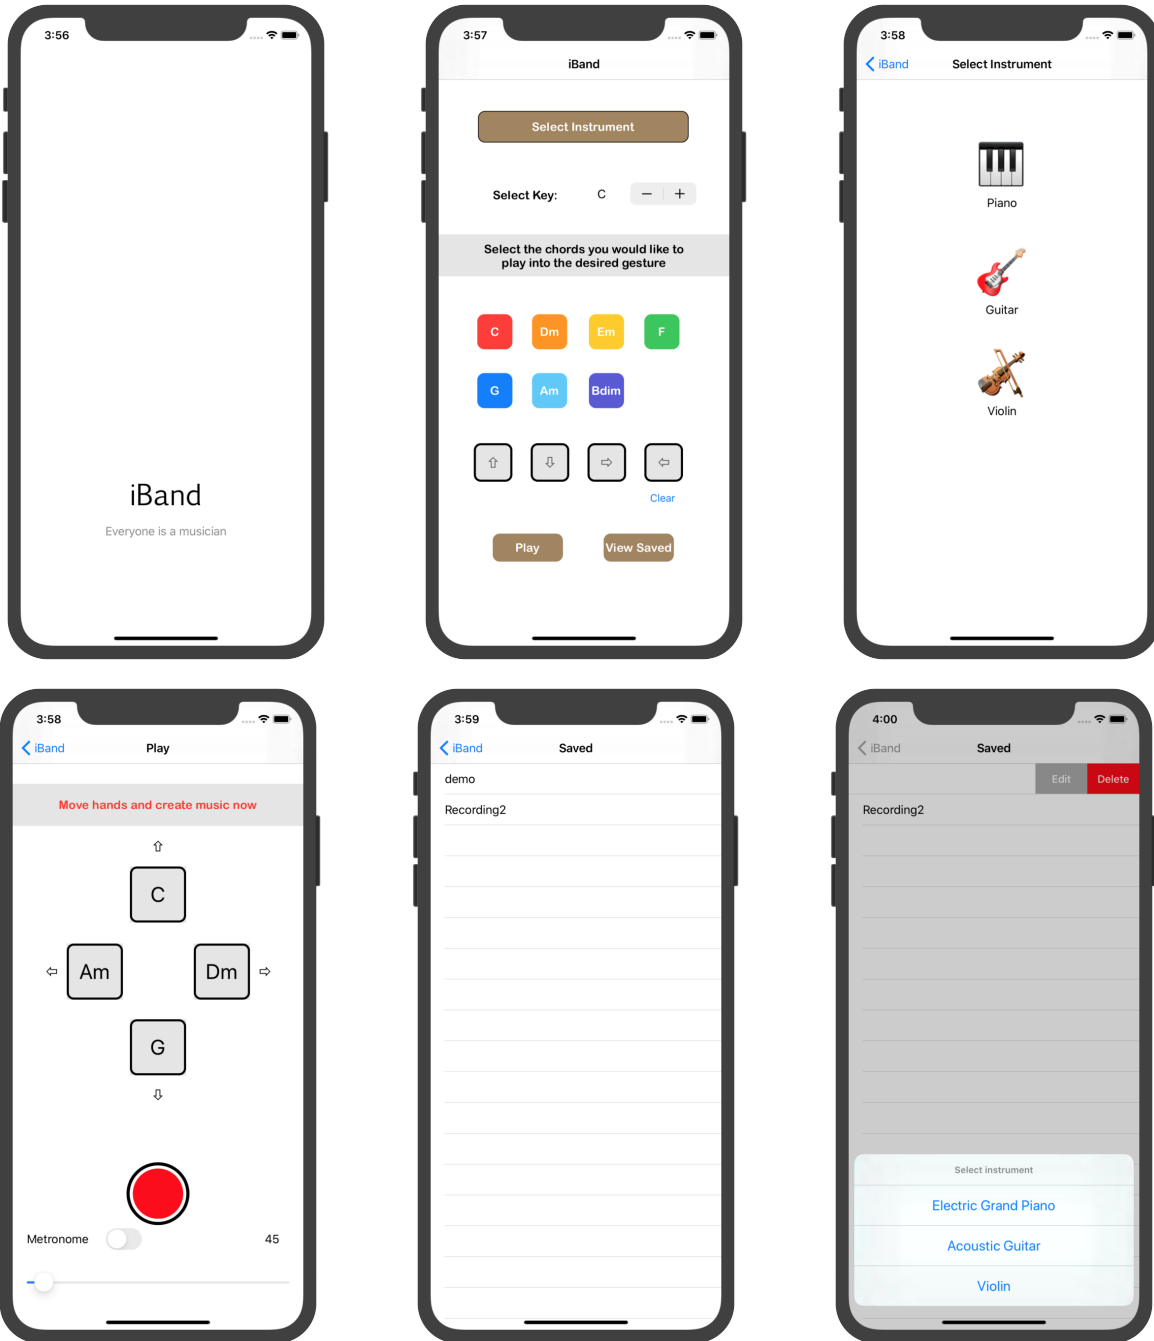 3:56
iBand
Everyone is a musician
3:57
iBand
Select Instrument
Select Key:
C
− +
Select the chords you would like to
play into the desired gesture
C Dm Em F
G Am Bdim
⇧ ⇩ ⇨ ⇦
Clear
Play
View Saved
3:58
iBand
Select Instrument
Piano
Guitar
Violin
3:58
iBand
Play
Move hands and create music now
⇧
C
⇦ Am Dm ⇨
G
⇩
Metronome
45
3:59
iBand
Saved
demo
Recording2
4:00
iBand
Saved
Edit
Delete
Recording2
Select instrument
Electric Grand Piano
Acoustic Guitar
Violin